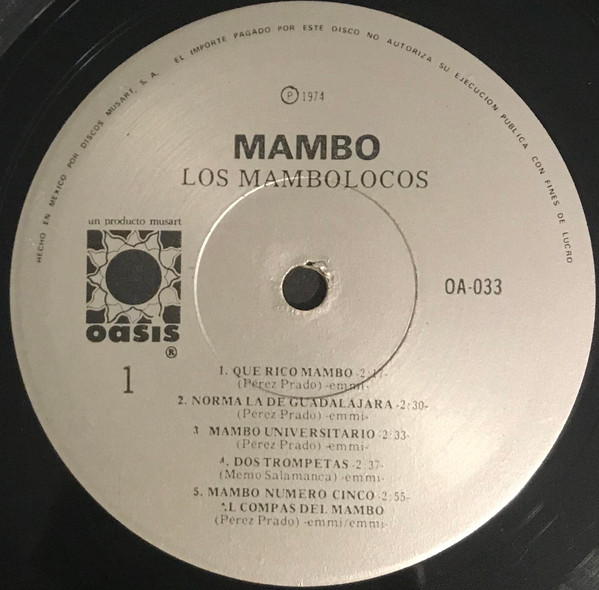 HECHO EN MEXICO POR DISCOS MUSART, S. A. EL IMPORTE PAGADO POR ESTE DISCO NO AUTORIZA SU EJECUCION PUBLICA CON FINES DE LUCRO
Ⓟ 1974
MAMBO
LOS MAMBOLOCOS
un producto musart
oasis
®
OA-033
1
1. QUE RICO MAMBO -2:17-
(Pérez Prado) -emmi-
2. NORMA LA DE GUADALAJARA -2:30-
(Pérez Prado) -emmi-
3 MAMBO UNIVERSITARIO -2:33-
(Pérez Prado) -emmi-
4. DOS TROMPETAS -2:37-
(Memo Salamanca) -emmi-
5. MAMBO NUMERO CINCO -2:55-
AL COMPAS DEL MAMBO
(Pérez Prado) -emmi/emmi-